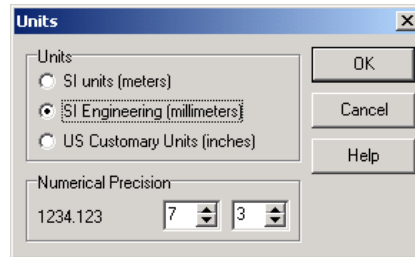 Units
Units
SI units (meters)
SI Engineering (millimeters)
US Customary Units (inches)
OK
Cancel
Help
Numerical Precision
1234.123 7 3